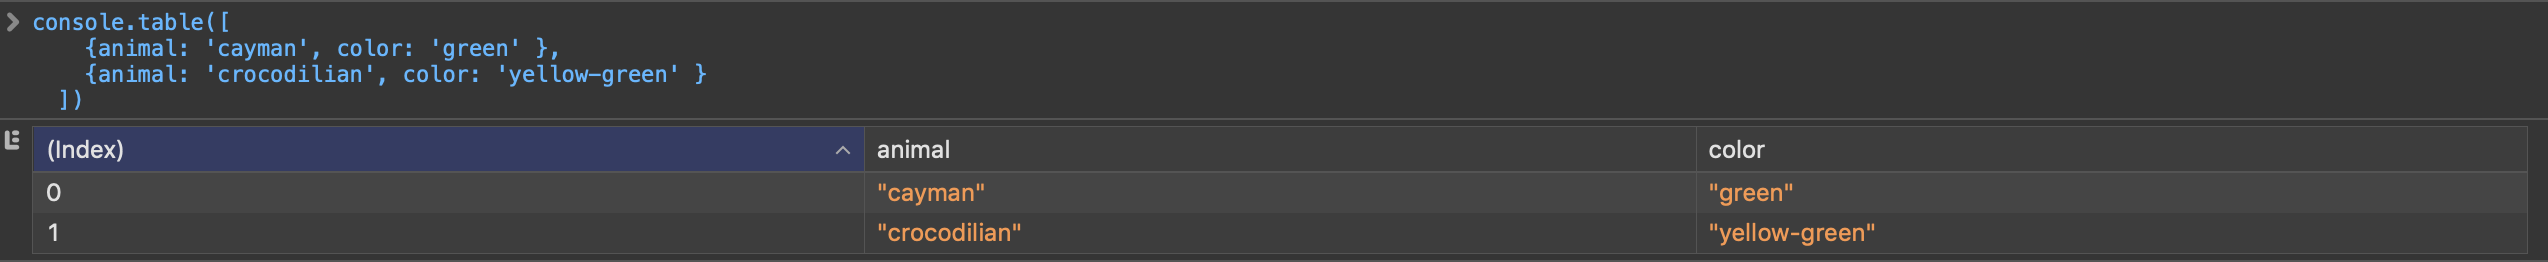 console.table([
    {animal: 'cayman', color: 'green' },
    {animal: 'crocodilian', color: 'yellow-green' }
  ])
(Index) animal color
0 "cayman" "green"
1 "crocodilian" "yellow-green"